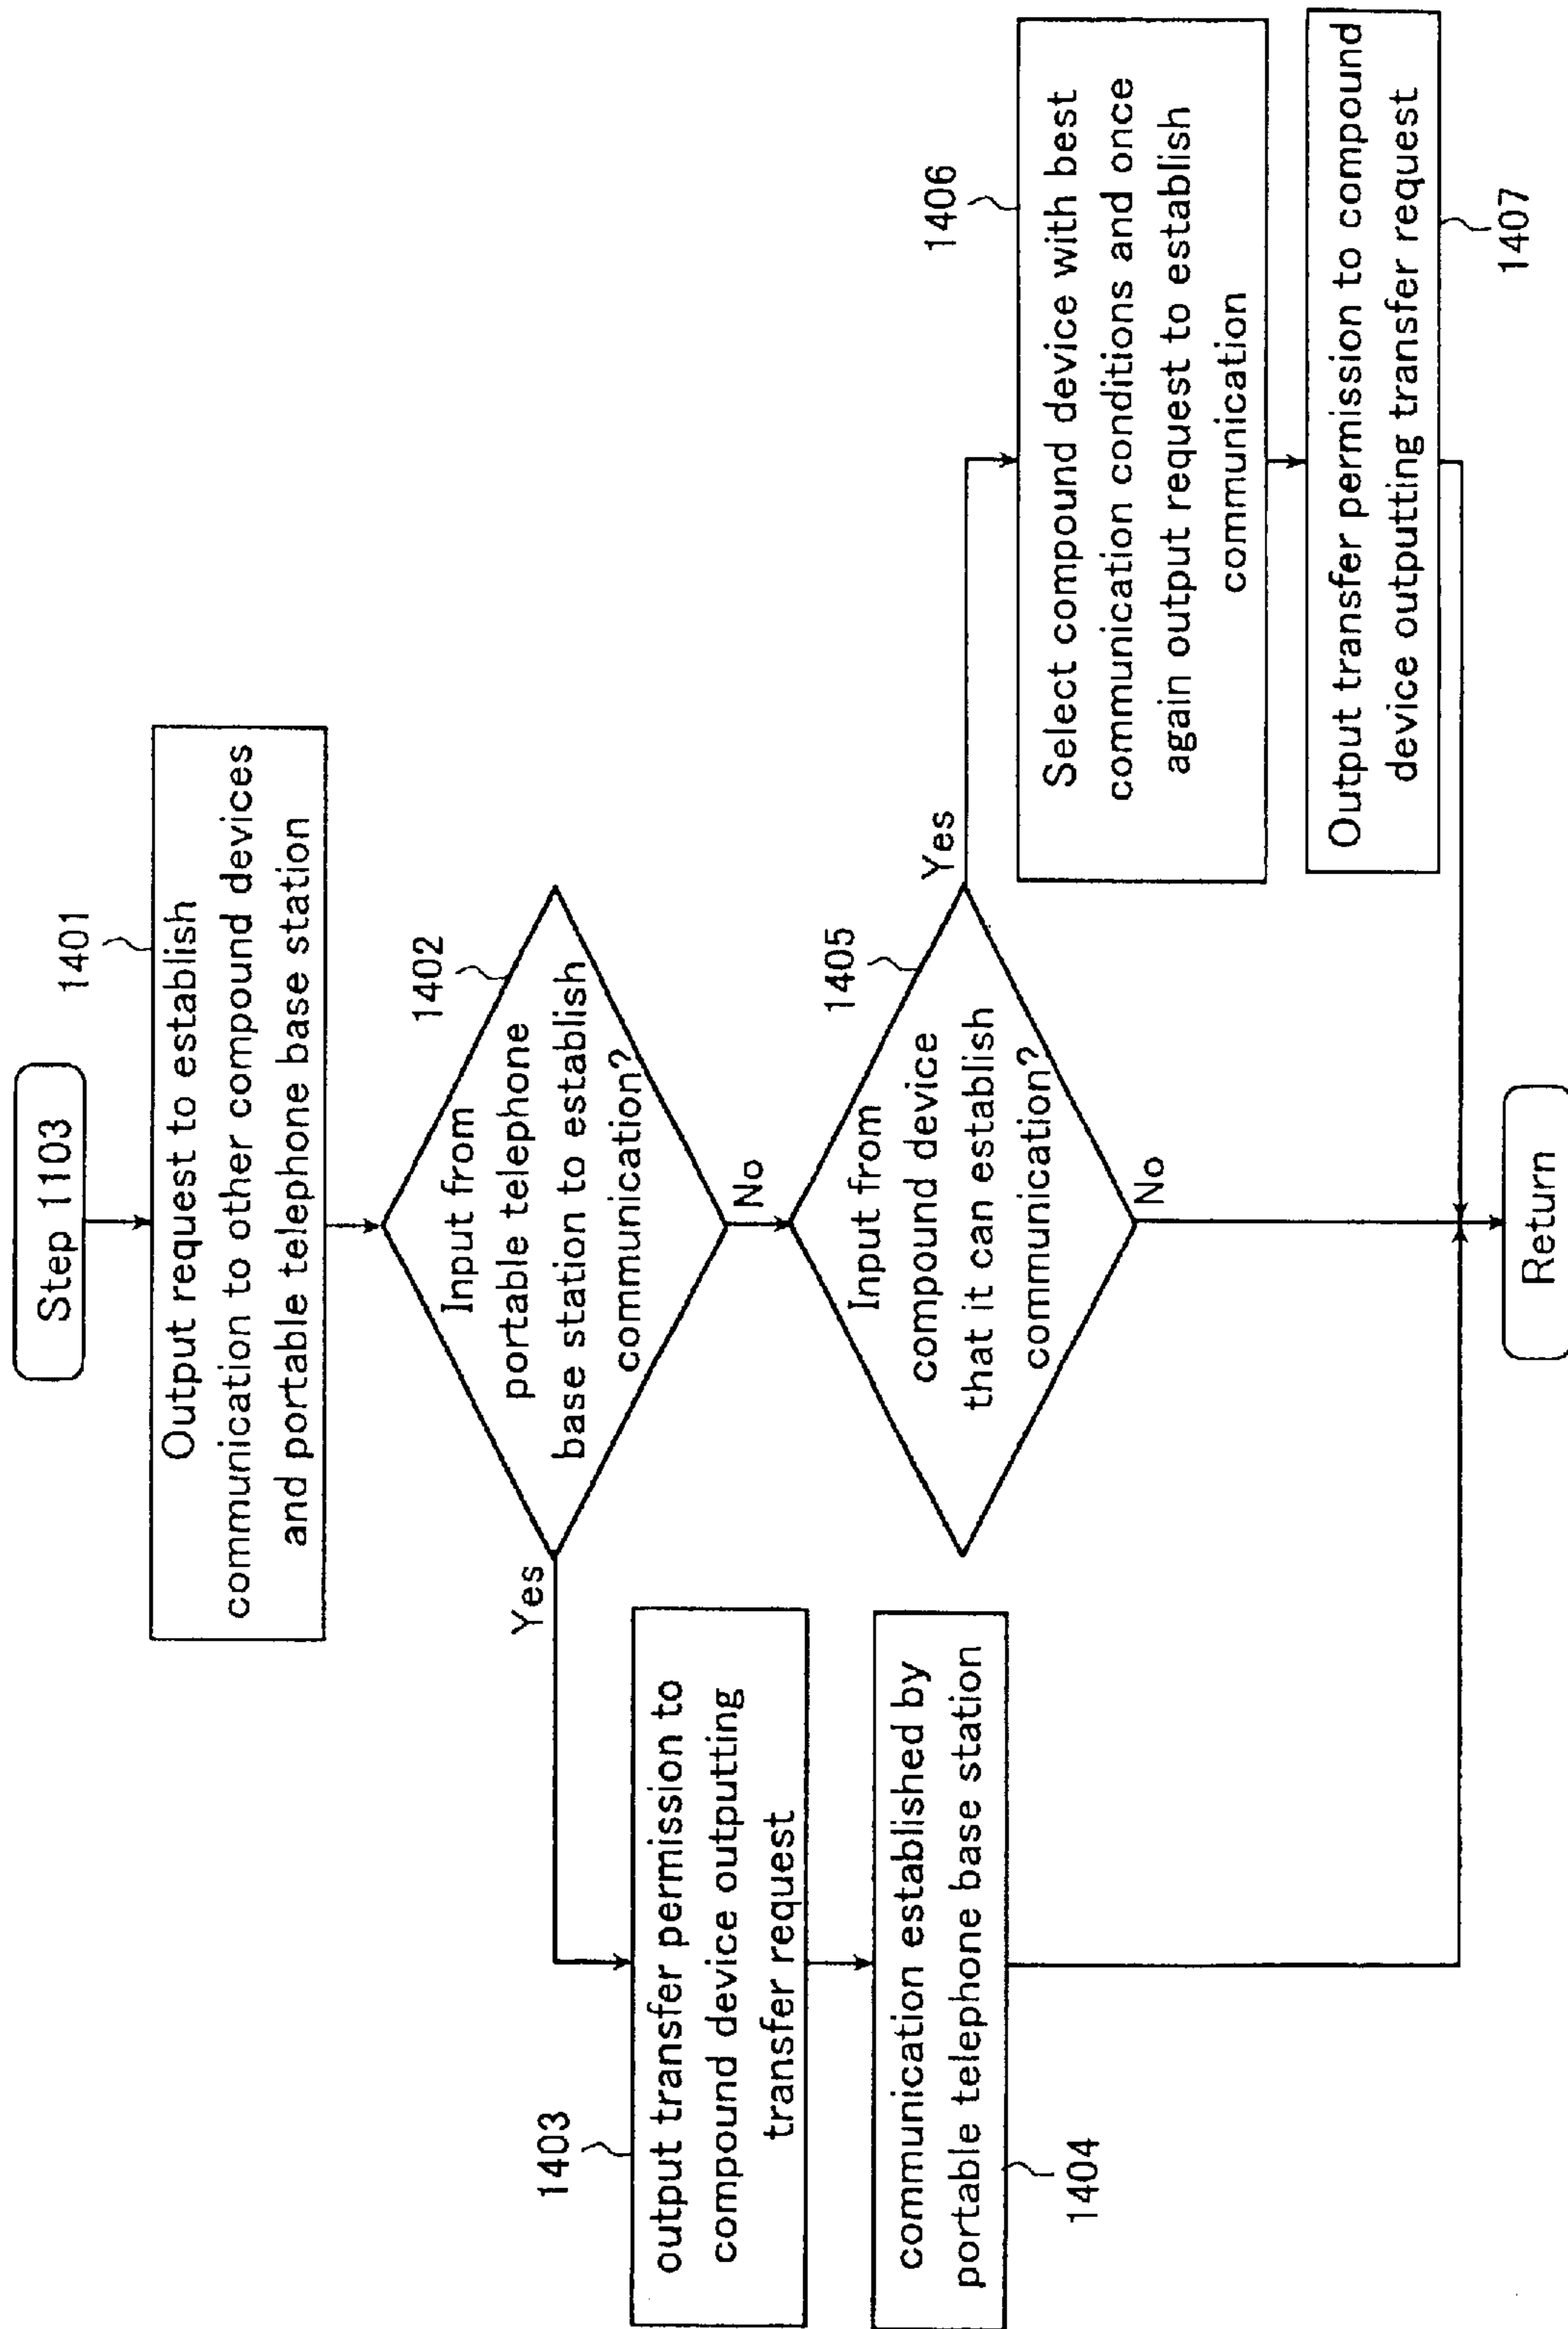 Step 1103
1401
Output request to establish
communication to other compound devices
and portable telephone base station
1402
Input from
portable telephone
base station to establish
communication?
Yes
No
1403
output transfer permission to
compound device outputing
transfer request
communication established by
portable telephone base station
1404
1405
Input from
compound device
that it can establish
communication?
Yes
No
1406
Select compound device with best
communication conditions and once
again output request to establish
communication
Output transfer permission to compound
device outputting transfer request
1407
Return